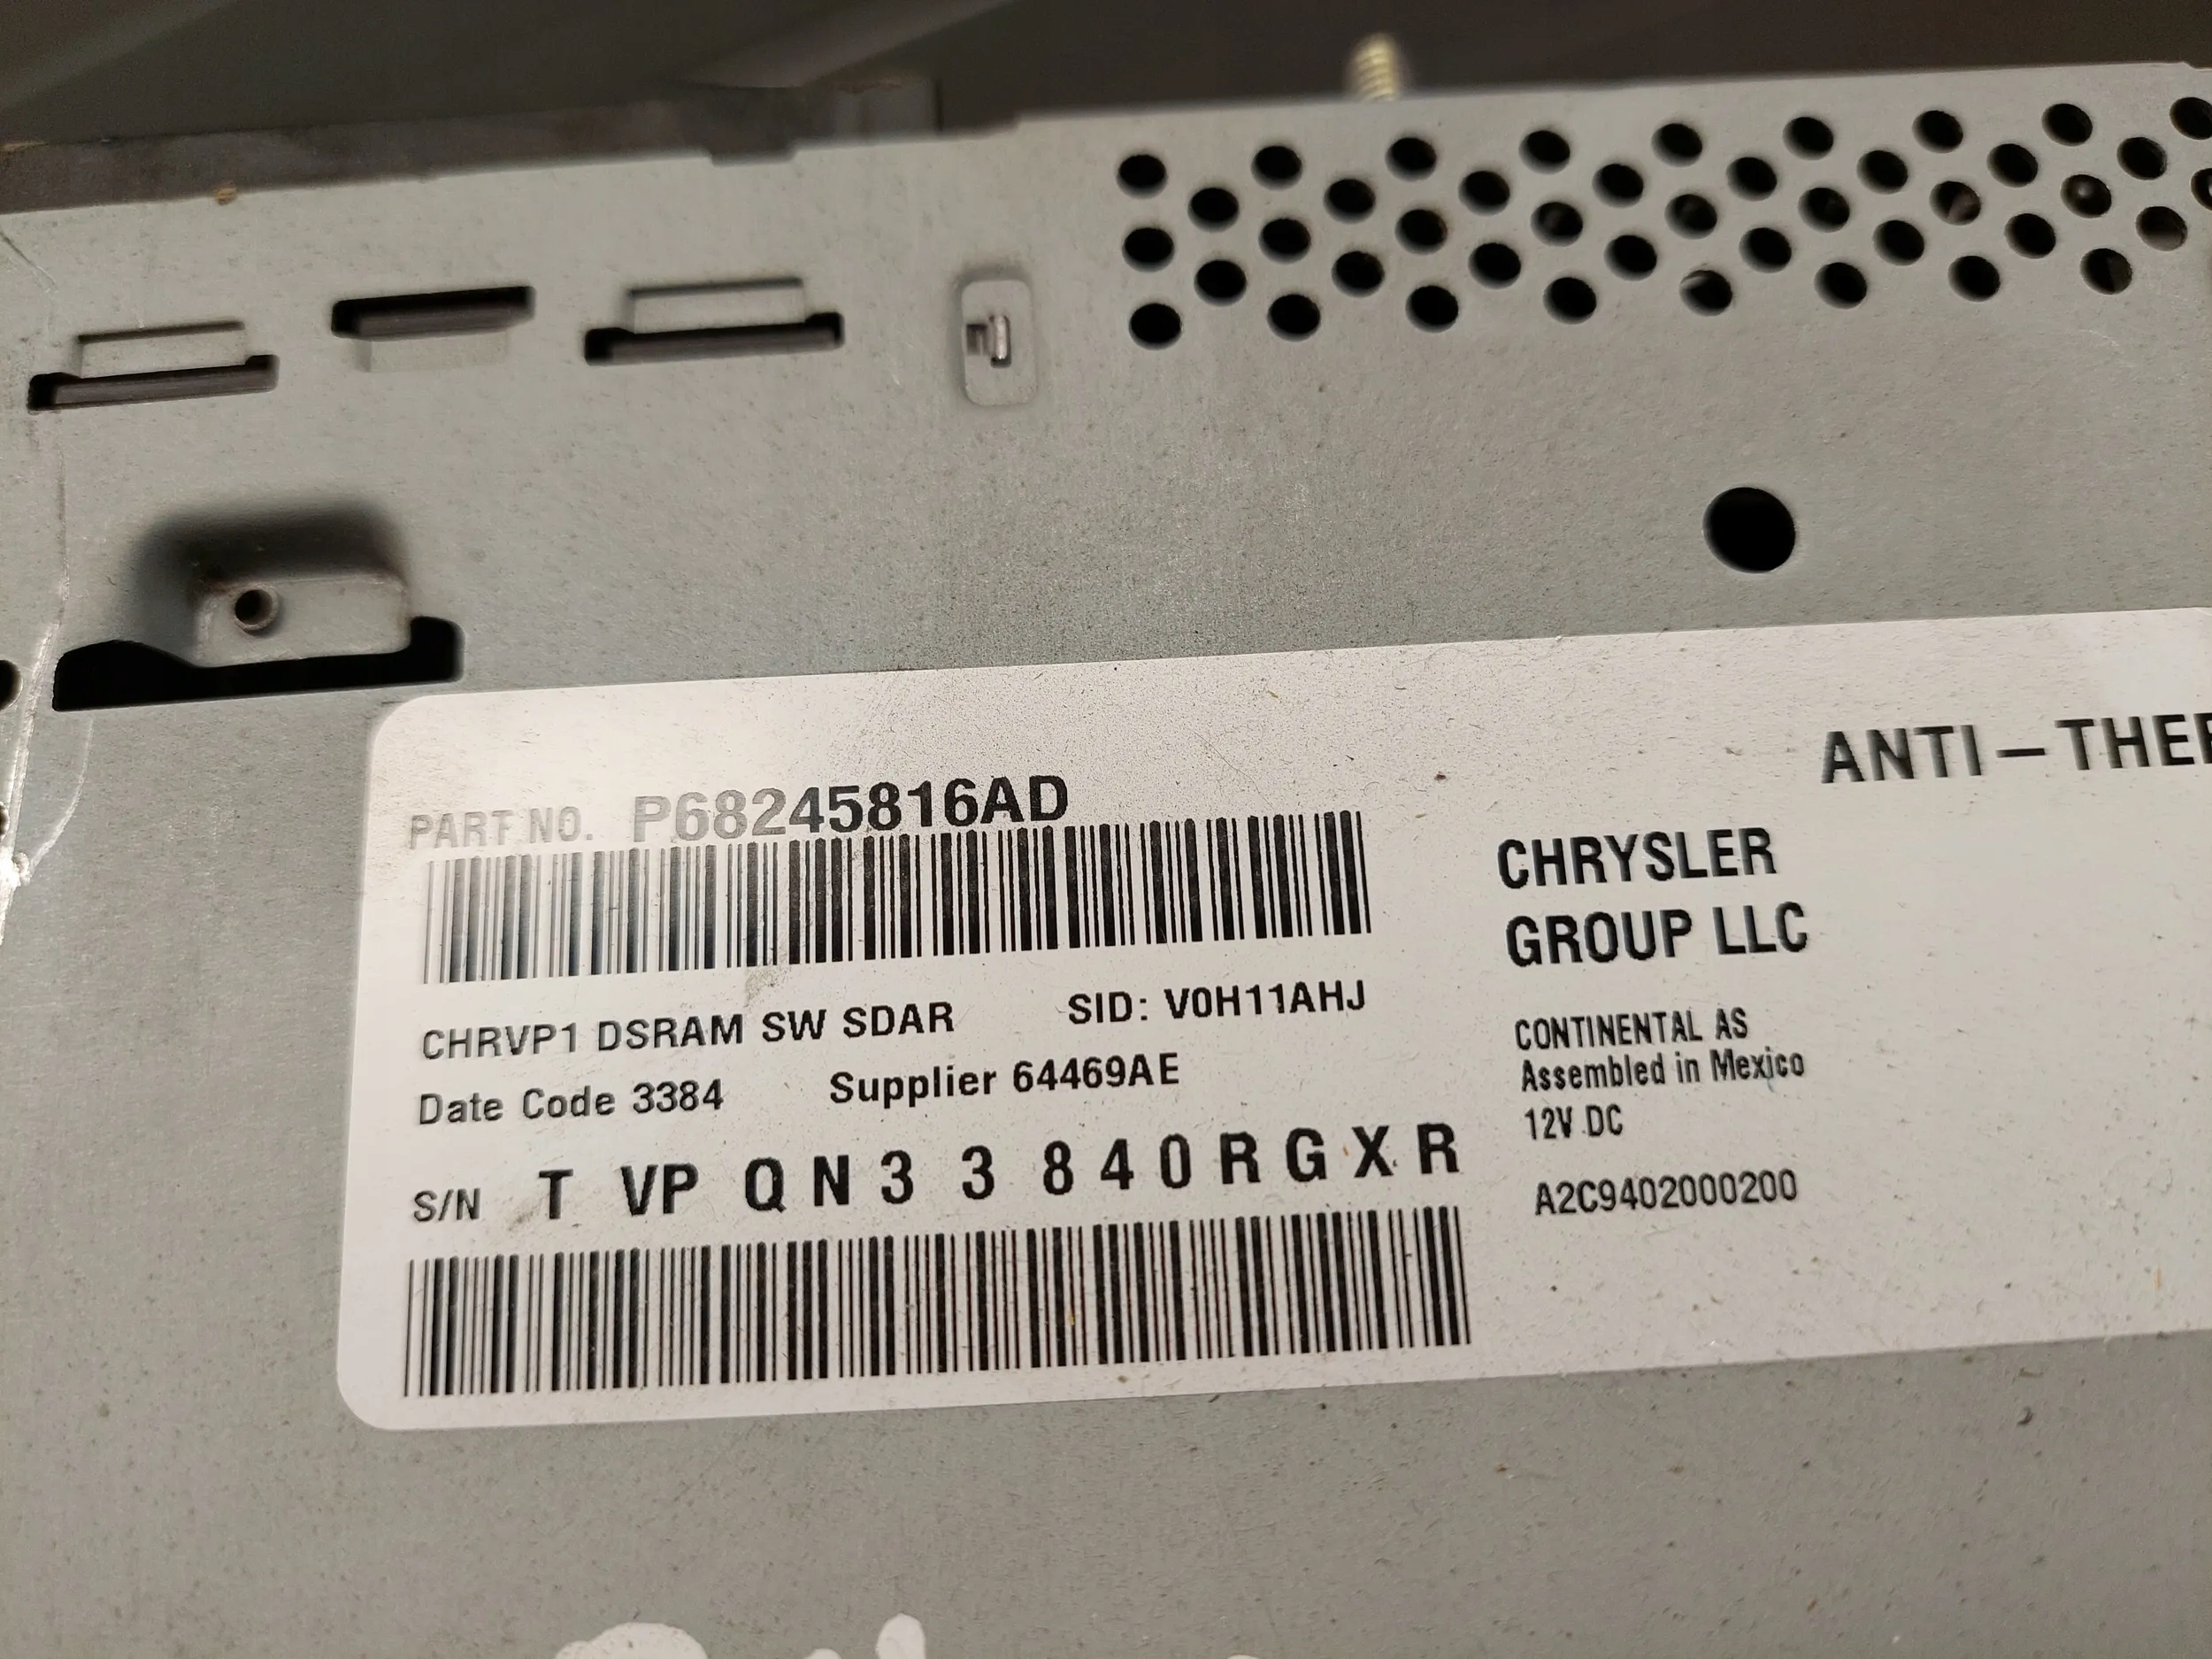 ANTI-THEF
PART NO. P68245816AD
CHRYSLER
GROUP LLC
CHRVP1 DSRAM SW SDAR SID: V0H11AHJ
Date Code 3384 Supplier 64469AE
S/N T VP Q N 3 3 8 4 0 R G X R
CONTINENTAL AS
Assembled in Mexico
12V DC
A2C9402000200